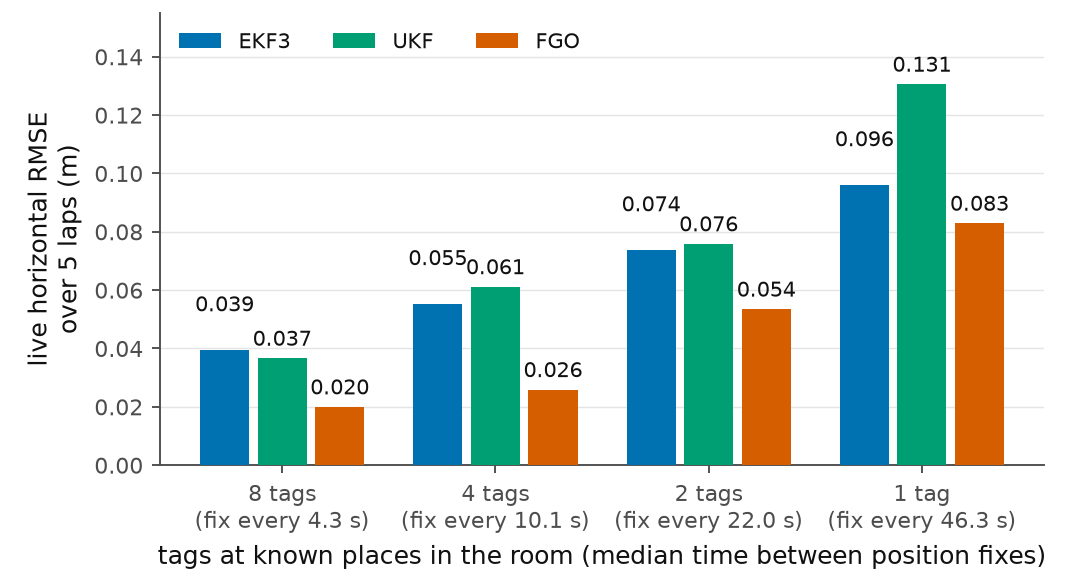 EKF3
UKF
FGO
live horizontal RMSE
over 5 laps (m)
0.14
0.12
0.10
0.08
0.06
0.04
0.02
0.00
0.039
0.037
0.020
0.055
0.061
0.026
0.074
0.076
0.054
0.096
0.131
0.083
8 tags
(fix every 4.3 s)
4 tags
(fix every 10.1 s)
2 tags
(fix every 22.0 s)
1 tag
(fix every 46.3 s)
tags at known places in the room (median time between position fixes)